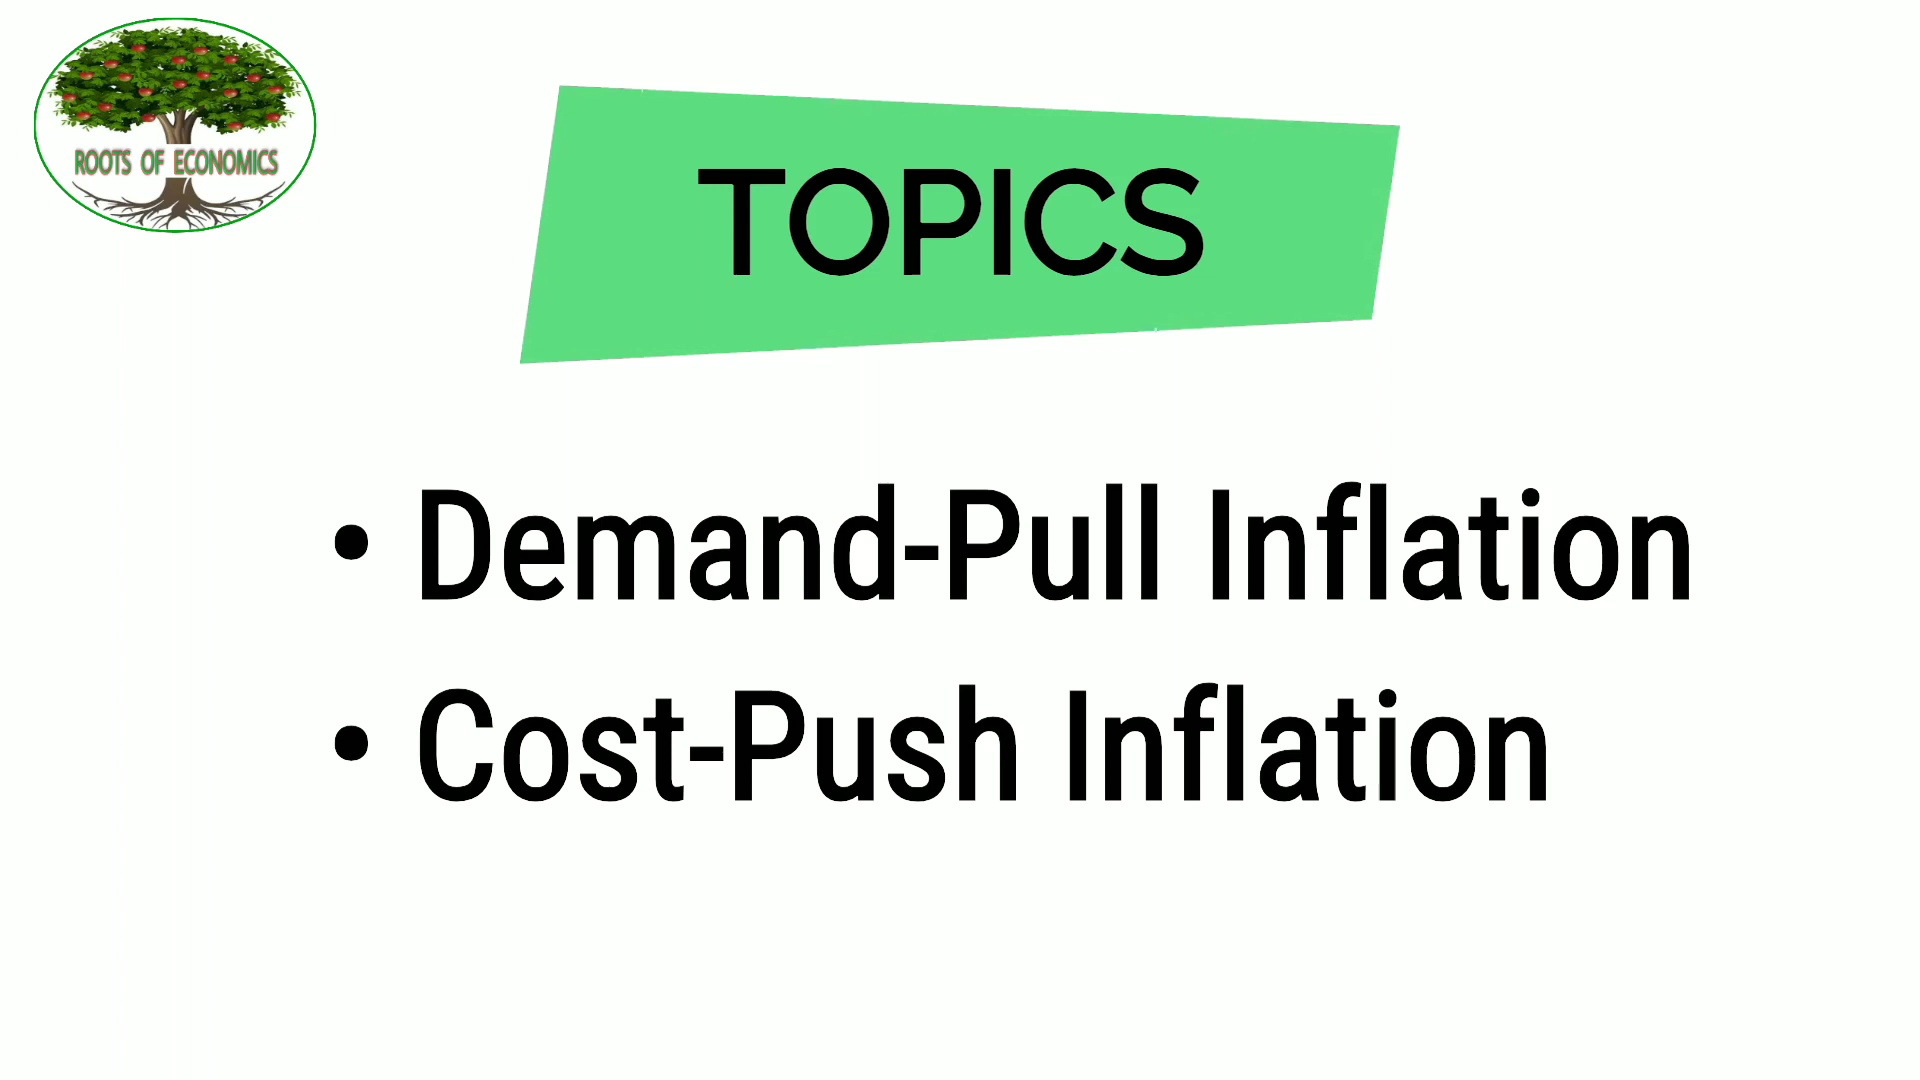 ROOTS OF ECONOMICS
TOPICS
• Demand-Pull Inflation
• Cost-Push Inflation